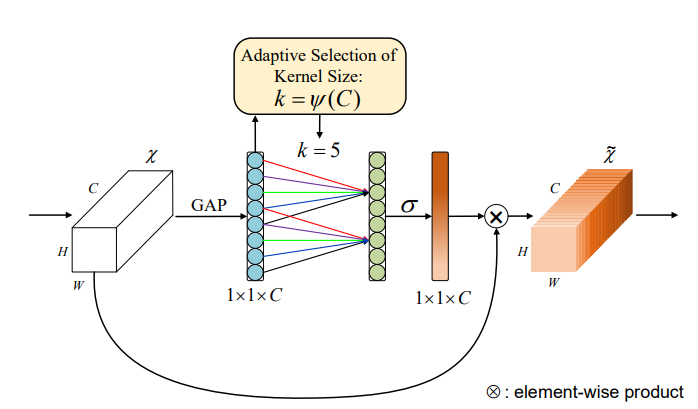 Adaptive Selection of
Kernel Size:
k = ψ(C)
χ
k = 5
χ̃
C
GAP
σ
⊗
C
H
W
1×1×C
1×1×C
H
W
⊗: element-wise product